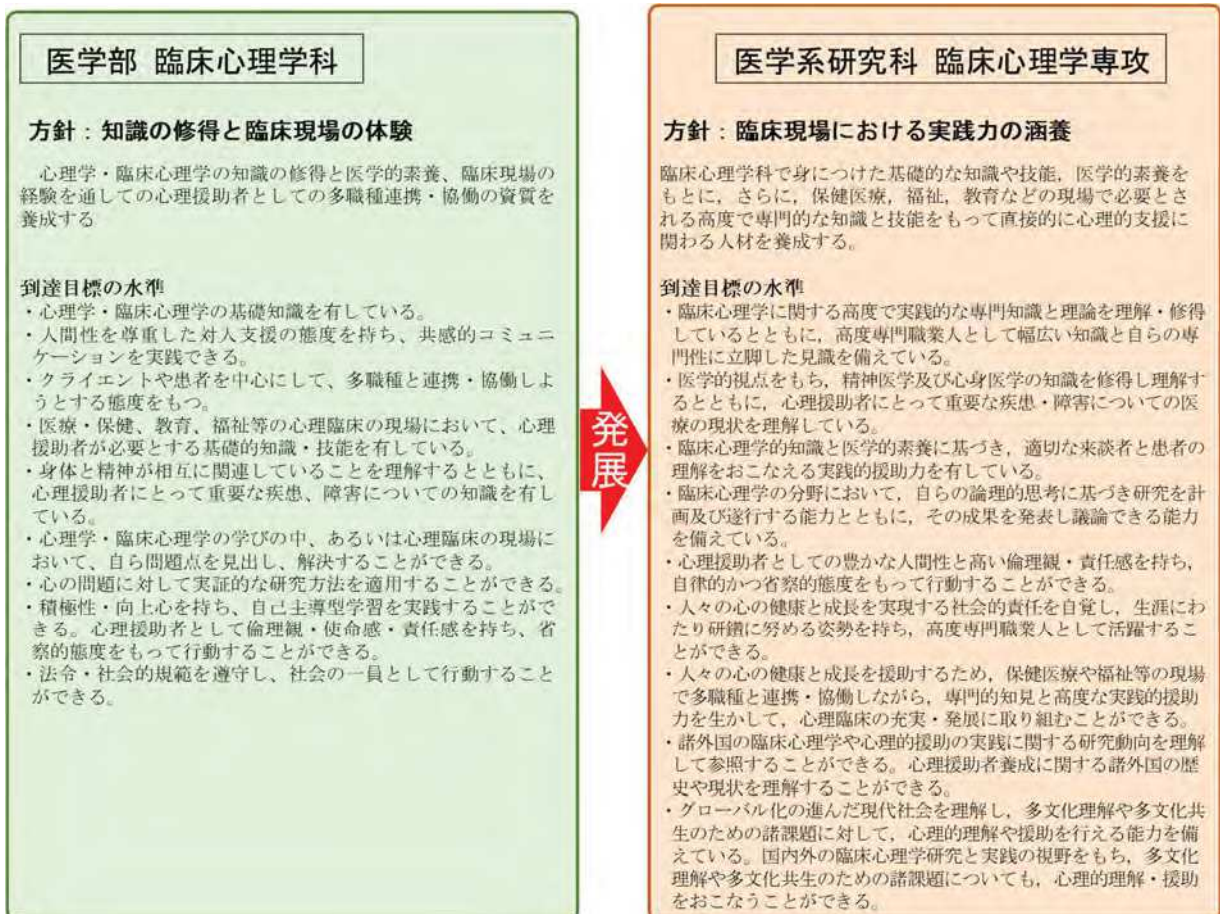 医学部 臨床心理学科
方針：知識の修得と臨床現場の体験
心理学・臨床心理学の知識の修得と医学的素養、臨床現場の
経験を通しての心理援助者としての多職種連携・協働の資質を
養成する
到達目標の水準
・心理学・臨床心理学の基礎知識を有している。
・人間性を尊重した対人支援の態度を持ち、共感的コミュニ
ケーションを実践できる。
・クライエントや患者を中心にして、多職種と連携・協働しよ
うとする態度をもつ。
・医療・保健、教育、福祉等の心理臨床の現場において、心理
援助者が必要とする基礎的知識・技能を有している。
・身体と精神が相互に関連していることを理解するとともに、
心理援助者にとって重要な疾患、障害についての知識を有し
ている。
・心理学・臨床心理学の学びの中、あるいは心理臨床の現場に
おいて、自ら問題点を見出し、解決することができる。
・心の問題に対して実証的な研究方法を適用することができる。
・積極性・向上心を持ち、自己主導型学習を実践することがで
きる。心理援助者として倫理観・使命感・責任感を持ち、省
察的態度をもって行動することができる。
・法令・社会的規範を遵守し、社会の一員として行動すること
ができる。
発
展
医学系研究科 臨床心理学専攻
方針：臨床現場における実践力の涵養
臨床心理学科で身につけた基礎的な知識や技能，医学的素養を
もとに，さらに，保健医療，福祉，教育などの現場で必要とさ
れる高度で専門的な知識と技能をもって直接的に心理的支援に
関わる人材を養成する。
到達目標の水準
・臨床心理学に関する高度で実践的な専門知識と理論を理解・修得
しているとともに，高度専門職業人として幅広い知識と自らの専
門性に立脚した見識を備えている。
・医学的視点をもち，精神医学及び心身医学の知識を修得し理解す
るとともに，心理援助者にとって重要な疾患・障害についての医
療の現状を理解している。
・臨床心理学的知識と医学的素養に基づき，適切な来談者と患者の
理解をおこなえる実践的援助力を有している。
・臨床心理学の分野において，自らの論理的思考に基づき研究を計
画及び遂行する能力とともに，その成果を発表し議論できる能力
を備えている。
・心理援助者としての豊かな人間性と高い倫理観・責任感を持ち，
自律的かつ省察的態度をもって行動することができる。
・人々の心の健康と成長を実現する社会的責任を自覚し，生涯にわ
たり研鑽に努める姿勢を持ち，高度専門職業人として活躍するこ
とができる。
・人々の心の健康と成長を援助するため，保健医療や福祉等の現場
で多職種と連携・協働しながら，専門的知見と高度な実践的援助
力を生かして，心理臨床の充実・発展に取り組むことができる。
・諸外国の臨床心理学や心理的援助の実践に関する研究動向を理解
して参照することができる。心理援助者養成に関する諸外国の歴
史や現状を理解することができる。
・グローバル化の進んだ現代社会を理解し，多文化理解や多文化共
生のための諸課題に対して，心理的理解や援助を行える能力を備
えている。国内外の臨床心理学研究と実践の視野をもち，多文化
理解や多文化共生のための諸課題についても，心理的理解・援助
をおこなうことができる。